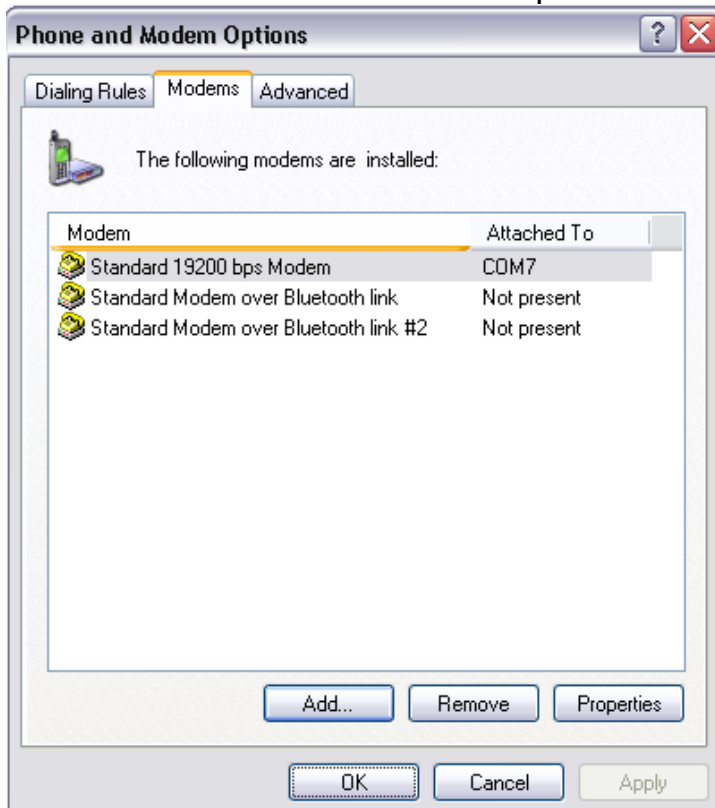 Phone and Modem Options
Dialing Rules Modems Advanced
The following modems are installed:
Modem Attached To
Standard 19200 bps Modem COM7
Standard Modem over Bluetooth link Not present
Standard Modem over Bluetooth link #2 Not present
Add... Remove Properties
OK Cancel Apply